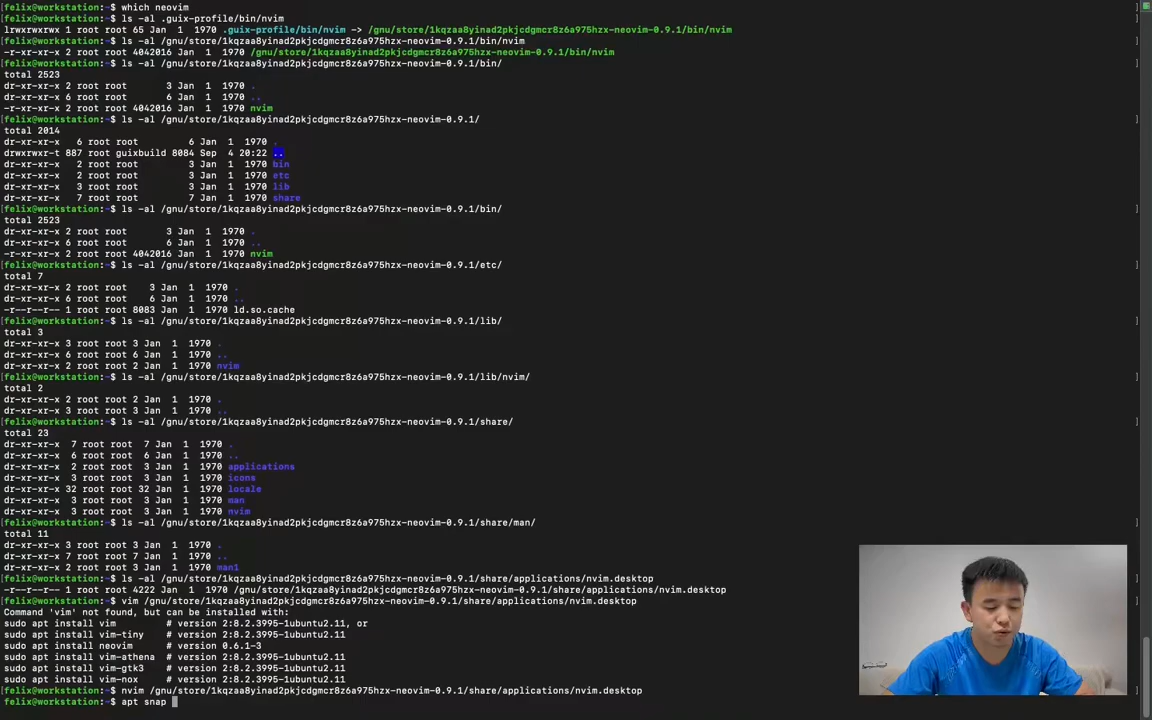 [felix@workstation:~$ which neovim ]
[felix@workstation:~$ ls -al .guix-profile/bin/nvim ]
lrwxrwxrwx 1 root root 65 Jan  1  1970 .guix-profile/bin/nvim -> /gnu/store/1kqzaa8yinad2pkjcdgmcr8z6a975hzx-neovim-0.9.1/bin/nvim
[felix@workstation:~$ ls -al /gnu/store/1kqzaa8yinad2pkjcdgmcr8z6a975hzx-neovim-0.9.1/bin/nvim ]
-r-xr-xr-x 2 root root 4042016 Jan  1  1970 /gnu/store/1kqzaa8yinad2pkjcdgmcr8z6a975hzx-neovim-0.9.1/bin/nvim
[felix@workstation:~$ ls -al /gnu/store/1kqzaa8yinad2pkjcdgmcr8z6a975hzx-neovim-0.9.1/bin/ ]
total 2523
dr-xr-xr-x 2 root root       3 Jan  1  1970 .
dr-xr-xr-x 6 root root       6 Jan  1  1970 ..
-r-xr-xr-x 2 root root 4042016 Jan  1  1970 nvim
[felix@workstation:~$ ls -al /gnu/store/1kqzaa8yinad2pkjcdgmcr8z6a975hzx-neovim-0.9.1/ ]
total 2014
dr-xr-xr-x   6 root root         6 Jan  1  1970 .
drwxrwxr-t 887 root guixbuild 8084 Sep  4 20:22 ..
dr-xr-xr-x   2 root root         3 Jan  1  1970 bin
dr-xr-xr-x   2 root root         3 Jan  1  1970 etc
dr-xr-xr-x   3 root root         3 Jan  1  1970 lib
dr-xr-xr-x   7 root root         7 Jan  1  1970 share
[felix@workstation:~$ ls -al /gnu/store/1kqzaa8yinad2pkjcdgmcr8z6a975hzx-neovim-0.9.1/bin/ ]
total 2523
dr-xr-xr-x 2 root root       3 Jan  1  1970 .
dr-xr-xr-x 6 root root       6 Jan  1  1970 ..
-r-xr-xr-x 2 root root 4042016 Jan  1  1970 nvim
[felix@workstation:~$ ls -al /gnu/store/1kqzaa8yinad2pkjcdgmcr8z6a975hzx-neovim-0.9.1/etc/ ]
total 7
dr-xr-xr-x 2 root root    3 Jan  1  1970 .
dr-xr-xr-x 6 root root    6 Jan  1  1970 ..
-r--r--r-- 1 root root 8083 Jan  1  1970 ld.so.cache
[felix@workstation:~$ ls -al /gnu/store/1kqzaa8yinad2pkjcdgmcr8z6a975hzx-neovim-0.9.1/lib/ ]
total 3
dr-xr-xr-x 3 root root 3 Jan  1  1970 .
dr-xr-xr-x 6 root root 6 Jan  1  1970 ..
dr-xr-xr-x 2 root root 2 Jan  1  1970 nvim
[felix@workstation:~$ ls -al /gnu/store/1kqzaa8yinad2pkjcdgmcr8z6a975hzx-neovim-0.9.1/lib/nvim/ ]
total 2
dr-xr-xr-x 2 root root 2 Jan  1  1970 .
dr-xr-xr-x 3 root root 3 Jan  1  1970 ..
[felix@workstation:~$ ls -al /gnu/store/1kqzaa8yinad2pkjcdgmcr8z6a975hzx-neovim-0.9.1/share/ ]
total 23
dr-xr-xr-x  7 root root  7 Jan  1  1970 .
dr-xr-xr-x  6 root root  6 Jan  1  1970 ..
dr-xr-xr-x  2 root root  3 Jan  1  1970 applications
dr-xr-xr-x  3 root root  3 Jan  1  1970 icons
dr-xr-xr-x 32 root root 32 Jan  1  1970 locale
dr-xr-xr-x  3 root root  3 Jan  1  1970 man
dr-xr-xr-x  3 root root  3 Jan  1  1970 nvim
[felix@workstation:~$ ls -al /gnu/store/1kqzaa8yinad2pkjcdgmcr8z6a975hzx-neovim-0.9.1/share/man/ ]
total 11
dr-xr-xr-x 3 root root 3 Jan  1  1970 .
dr-xr-xr-x 7 root root 7 Jan  1  1970 ..
dr-xr-xr-x 2 root root 3 Jan  1  1970 man1
[felix@workstation:~$ ls -al /gnu/store/1kqzaa8yinad2pkjcdgmcr8z6a975hzx-neovim-0.9.1/share/applications/nvim.desktop ]
-r--r--r-- 1 root root 4222 Jan  1  1970 /gnu/store/1kqzaa8yinad2pkjcdgmcr8z6a975hzx-neovim-0.9.1/share/applications/nvim.desktop
[felix@workstation:~$ vim /gnu/store/1kqzaa8yinad2pkjcdgmcr8z6a975hzx-neovim-0.9.1/share/applications/nvim.desktop ]
Command 'vim' not found, but can be installed with:
sudo apt install vim         # version 2:8.2.3995-1ubuntu2.11, or
sudo apt install vim-tiny    # version 2:8.2.3995-1ubuntu2.11
sudo apt install neovim      # version 0.6.1-3
sudo apt install vim-athena  # version 2:8.2.3995-1ubuntu2.11
sudo apt install vim-gtk3    # version 2:8.2.3995-1ubuntu2.11
sudo apt install vim-nox     # version 2:8.2.3995-1ubuntu2.11
[felix@workstation:~$ nvim /gnu/store/1kqzaa8yinad2pkjcdgmcr8z6a975hzx-neovim-0.9.1/share/applications/nvim.desktop ]
felix@workstation:~$ apt snap